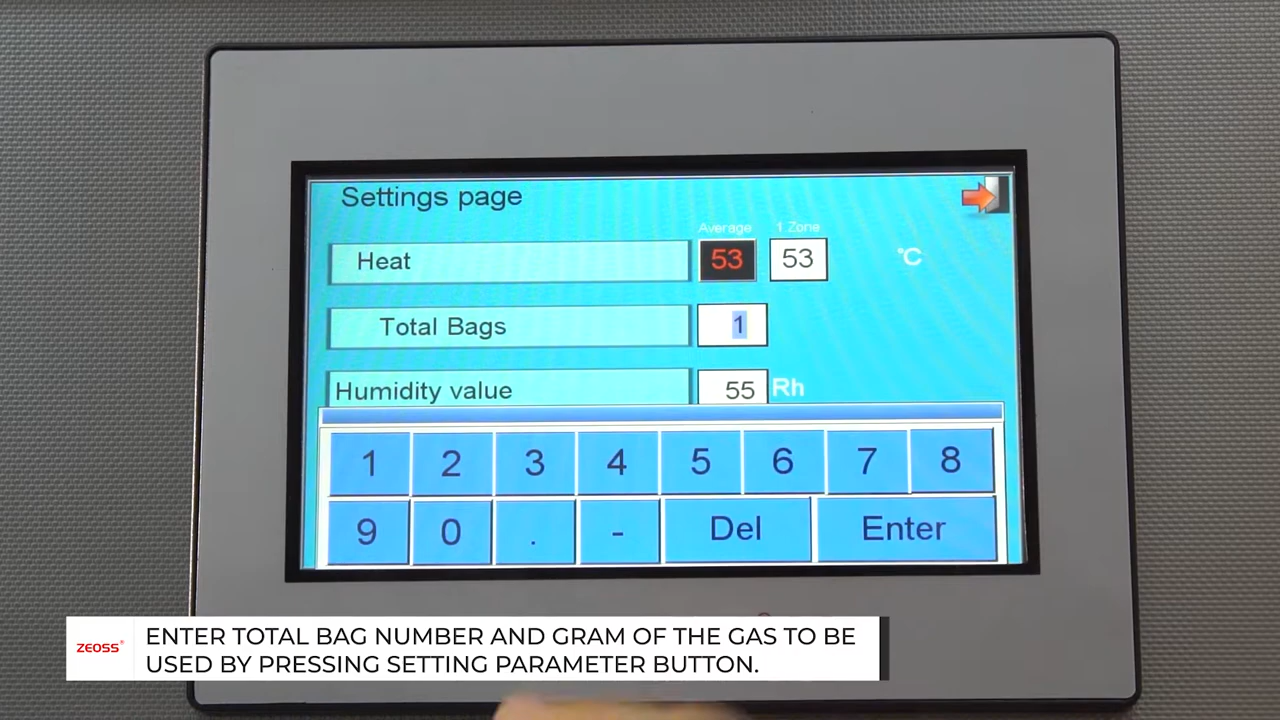 Settings page
Average 1.Zone
Heat 53 53 °C
Total Bags 1
Humidity value 55 Rh
1 2 3 4 5 6 7 8
9 0 . - Del Enter
ZEOSS®
ENTER TOTAL BAG NUMBER AND GRAM OF THE GAS TO BE
USED BY PRESSING SETTING PARAMETER BUTTON.